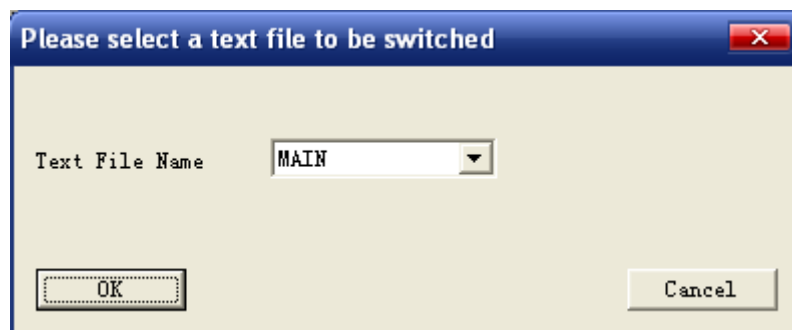 Please select a text file to be switched
Text File Name
MAIN
OK
Cancel